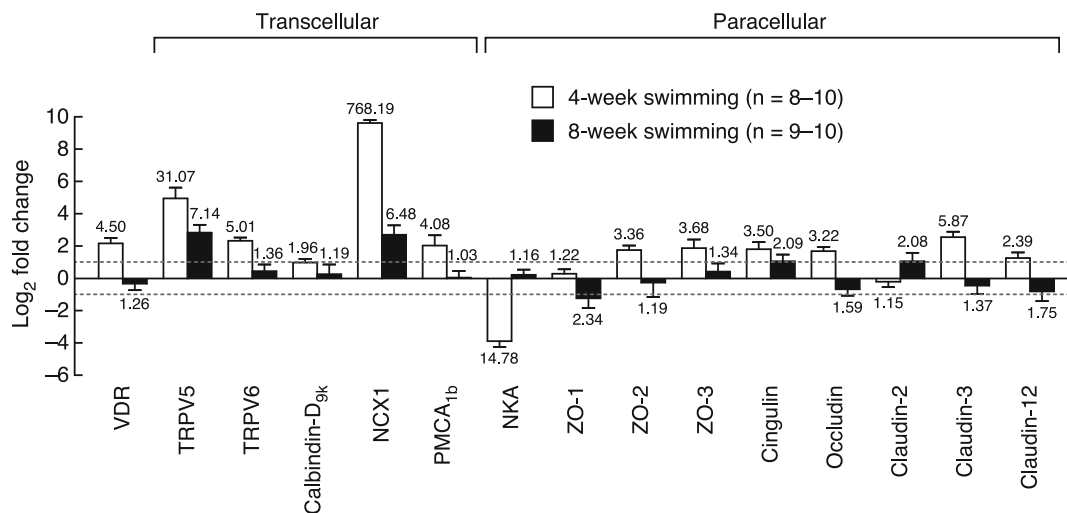 Transcellular
Paracellular
4-week swimming (n = 8–10)
8-week swimming (n = 9–10)
Log2 fold change
10
8
6
4
2
0
−2
−4
−6
4.50
1.26
31.07
7.14
5.01
1.36
1.96
1.19
768.19
6.48
4.08
1.03
14.78
1.16
1.22
2.34
3.36
1.19
3.68
1.34
3.50
2.09
3.22
1.59
1.15
2.08
5.87
1.37
2.39
1.75
VDR
TRPV5
TRPV6
Calbindin-D9k
NCX1
PMCA1b
NKA
ZO-1
ZO-2
ZO-3
Cingulin
Occludin
Claudin-2
Claudin-3
Claudin-12